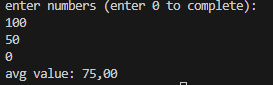 enter numbers (enter 0 to complete):
100
50
0
avg value: 75,00